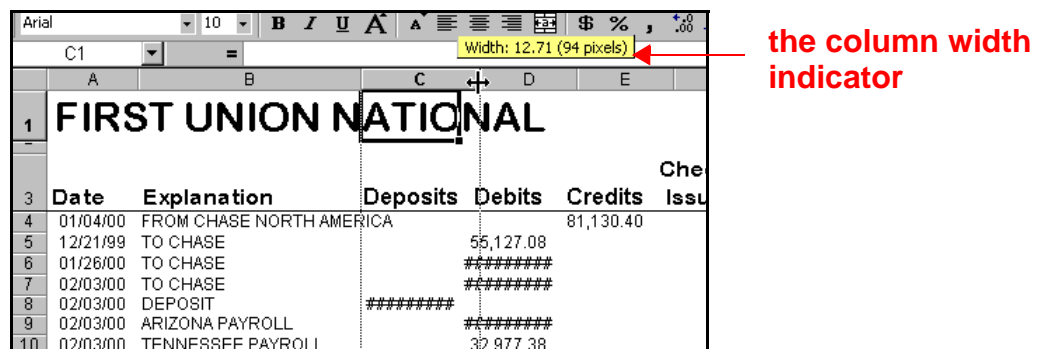 Arial 10 B I U A A $ % , .00
Width: 12.71 (94 pixels)
the column width
indicator
C1 =
A B C D E
1 FIRST UNION NATIONAL
Che
3 Date Explanation Deposits Debits Credits Issu
4 01/04/00 FROM CHASE NORTH AMERICA 81,130.40
5 12/21/99 TO CHASE 55,127.08
6 01/26/00 TO CHASE #########
7 02/03/00 TO CHASE #########
8 02/03/00 DEPOSIT #########
9 02/03/00 ARIZONA PAYROLL #########
10 02/03/00 TENNESSEE PAYROLL 32,977.38